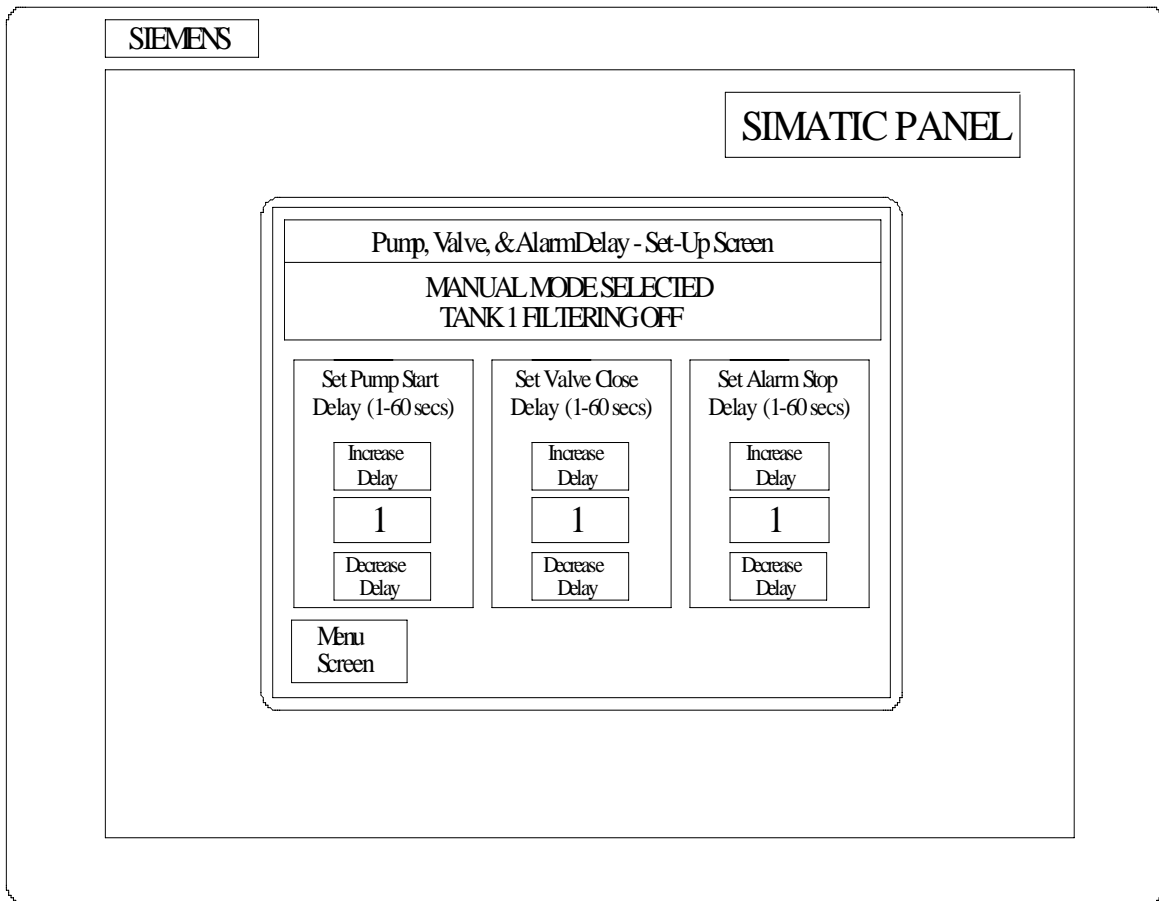 SIEMENS
SIMATIC PANEL
Pump, Valve, & Alarm Delay - Set-Up Screen
MANUAL MODE SELECTED
TANK 1 FILTERING OFF
Set Pump Start
Delay (1-60 secs)
Increase
Delay
1
Decrease
Delay
Set Valve Close
Delay (1-60 secs)
Increase
Delay
1
Decrease
Delay
Set Alarm Stop
Delay (1-60 secs)
Increase
Delay
1
Decrease
Delay
Menu
Screen